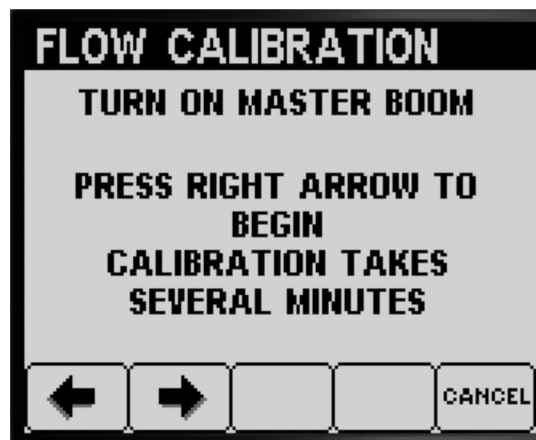 FLOW CALIBRATION
TURN ON MASTER BOOM
PRESS RIGHT ARROW TO
BEGIN
CALIBRATION TAKES
SEVERAL MINUTES
CANCEL